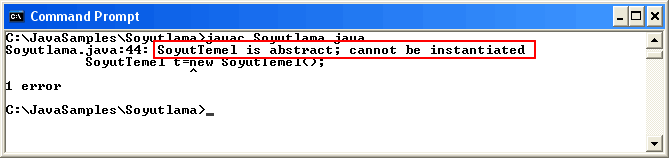 Command Prompt
C:\JavaSamples\Soyutlama>javac Soyutlama.java
Soyutlama.java:44: SoyutTemel is abstract; cannot be instantiated
SoyutTemel t=new SoyutTemel();
^
1 error
C:\JavaSamples\Soyutlama>_